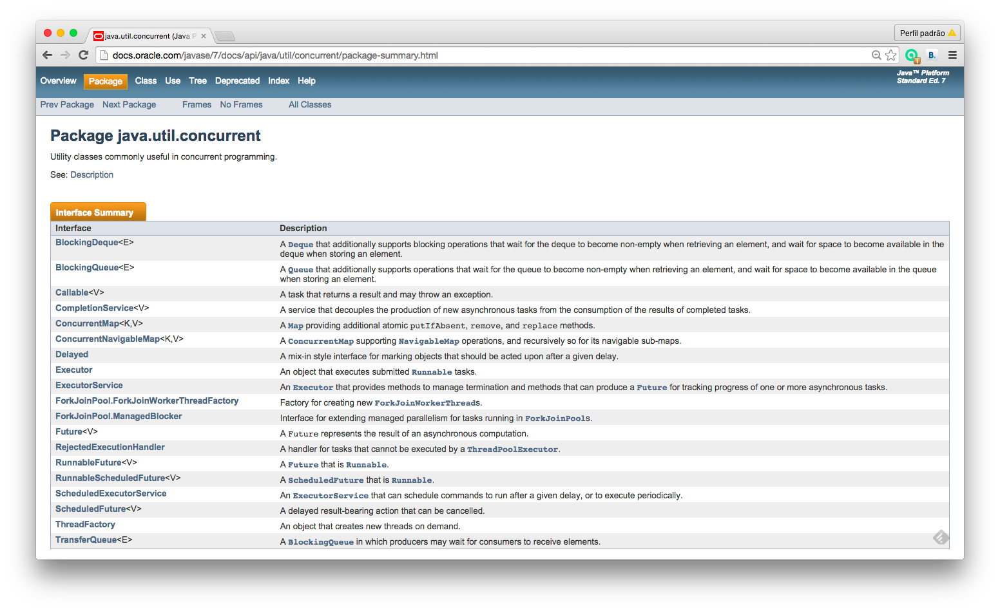 java.util.concurrent (Java P
Perfil padrão
docs.oracle.com/javase/7/docs/api/java/util/concurrent/package-summary.html
1
B.
Overview Package Class Use Tree Deprecated Index Help
Java™ Platform
Standard Ed. 7
Prev Package Next Package Frames No Frames All Classes
Package java.util.concurrent
Utility classes commonly useful in concurrent programming.
See: Description
Interface Summary
Interface Description
BlockingDeque<E> A Deque that additionally supports blocking operations that wait for the deque to become non-empty when retrieving an element, and wait for space to become available in the
deque when storing an element.
BlockingQueue<E> A Queue that additionally supports operations that wait for the queue to become non-empty when retrieving an element, and wait for space to become available in the queue
when storing an element.
Callable<V> A task that returns a result and may throw an exception.
CompletionService<V> A service that decouples the production of new asynchronous tasks from the consumption of the results of completed tasks.
ConcurrentMap<K,V> A Map providing additional atomic putIfAbsent, remove, and replace methods.
ConcurrentNavigableMap<K,V> A ConcurrentMap supporting NavigableMap operations, and recursively so for its navigable sub-maps.
Delayed A mix-in style interface for marking objects that should be acted upon after a given delay.
Executor An object that executes submitted Runnable tasks.
ExecutorService An Executor that provides methods to manage termination and methods that can produce a Future for tracking progress of one or more asynchronous tasks.
ForkJoinPool.ForkJoinWorkerThreadFactory Factory for creating new ForkJoinWorkerThreads.
ForkJoinPool.ManagedBlocker Interface for extending managed parallelism for tasks running in ForkJoinPools.
Future<V> A Future represents the result of an asynchronous computation.
RejectedExecutionHandler A handler for tasks that cannot be executed by a ThreadPoolExecutor.
RunnableFuture<V> A Future that is Runnable.
RunnableScheduledFuture<V> A ScheduledFuture that is Runnable.
ScheduledExecutorService An ExecutorService that can schedule commands to run after a given delay, or to execute periodically.
ScheduledFuture<V> A delayed result-bearing action that can be cancelled.
ThreadFactory An object that creates new threads on demand.
TransferQueue<E> A BlockingQueue in which producers may wait for consumers to receive elements.